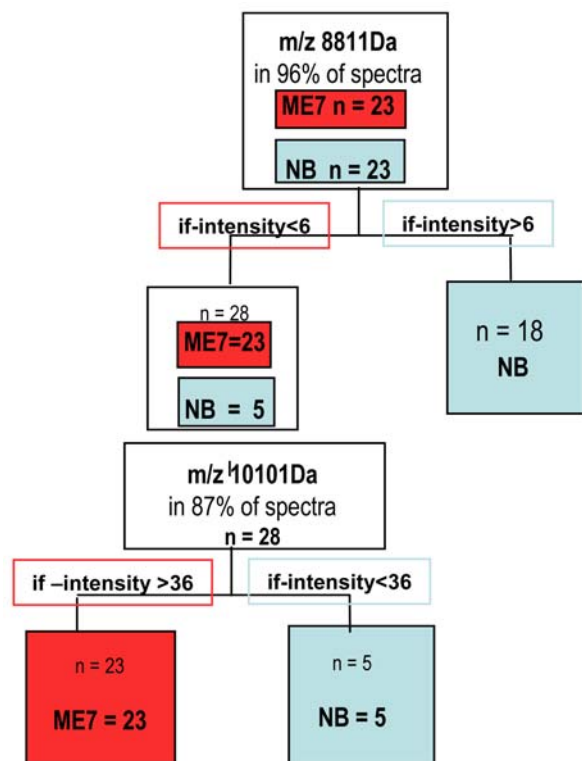 m/z 8811Da
in 96% of spectra
ME7 n = 23
NB n = 23
if-intensity<6
if-intensity>6
n = 28
ME7=23
NB = 5
n = 18
NB
m/z 10101Da
in 87% of spectra
n = 28
if –intensity >36
if-intensity<36
n = 23
ME7 = 23
n = 5
NB = 5